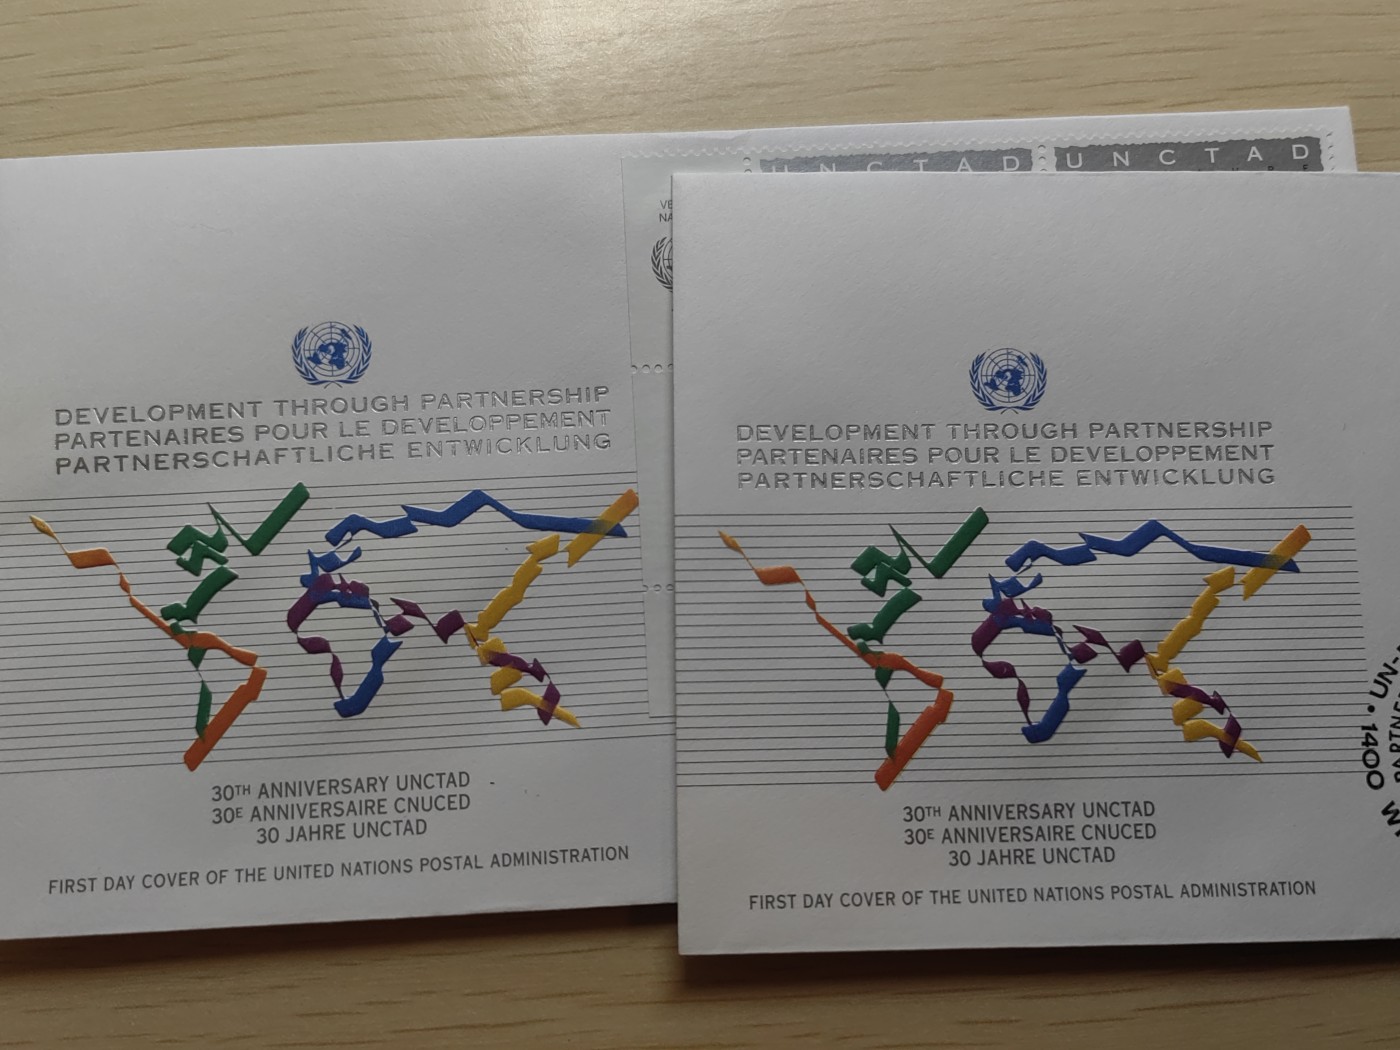 UNCTAD
UNCTAD
DEVELOPMENT THROUGH PARTNERSHIP
PARTENAIRES POUR LE DEVELOPPEMENT
PARTNERSCHAFTLICHE ENTWICKLUNG
30TH ANNIVERSARY UNCTAD
30E ANNIVERSAIRE CNUCED
30 JAHRE UNCTAD
FIRST DAY COVER OF THE UNITED NATIONS POSTAL ADMINISTRATION
DEVELOPMENT THROUGH PARTNERSHIP
PARTENAIRES POUR LE DEVELOPPEMENT
PARTNERSCHAFTLICHE ENTWICKLUNG
30TH ANNIVERSARY UNCTAD
30E ANNIVERSAIRE CNUCED
30 JAHRE UNCTAD
FIRST DAY COVER OF THE UNITED NATIONS POSTAL ADMINISTRATION
1400